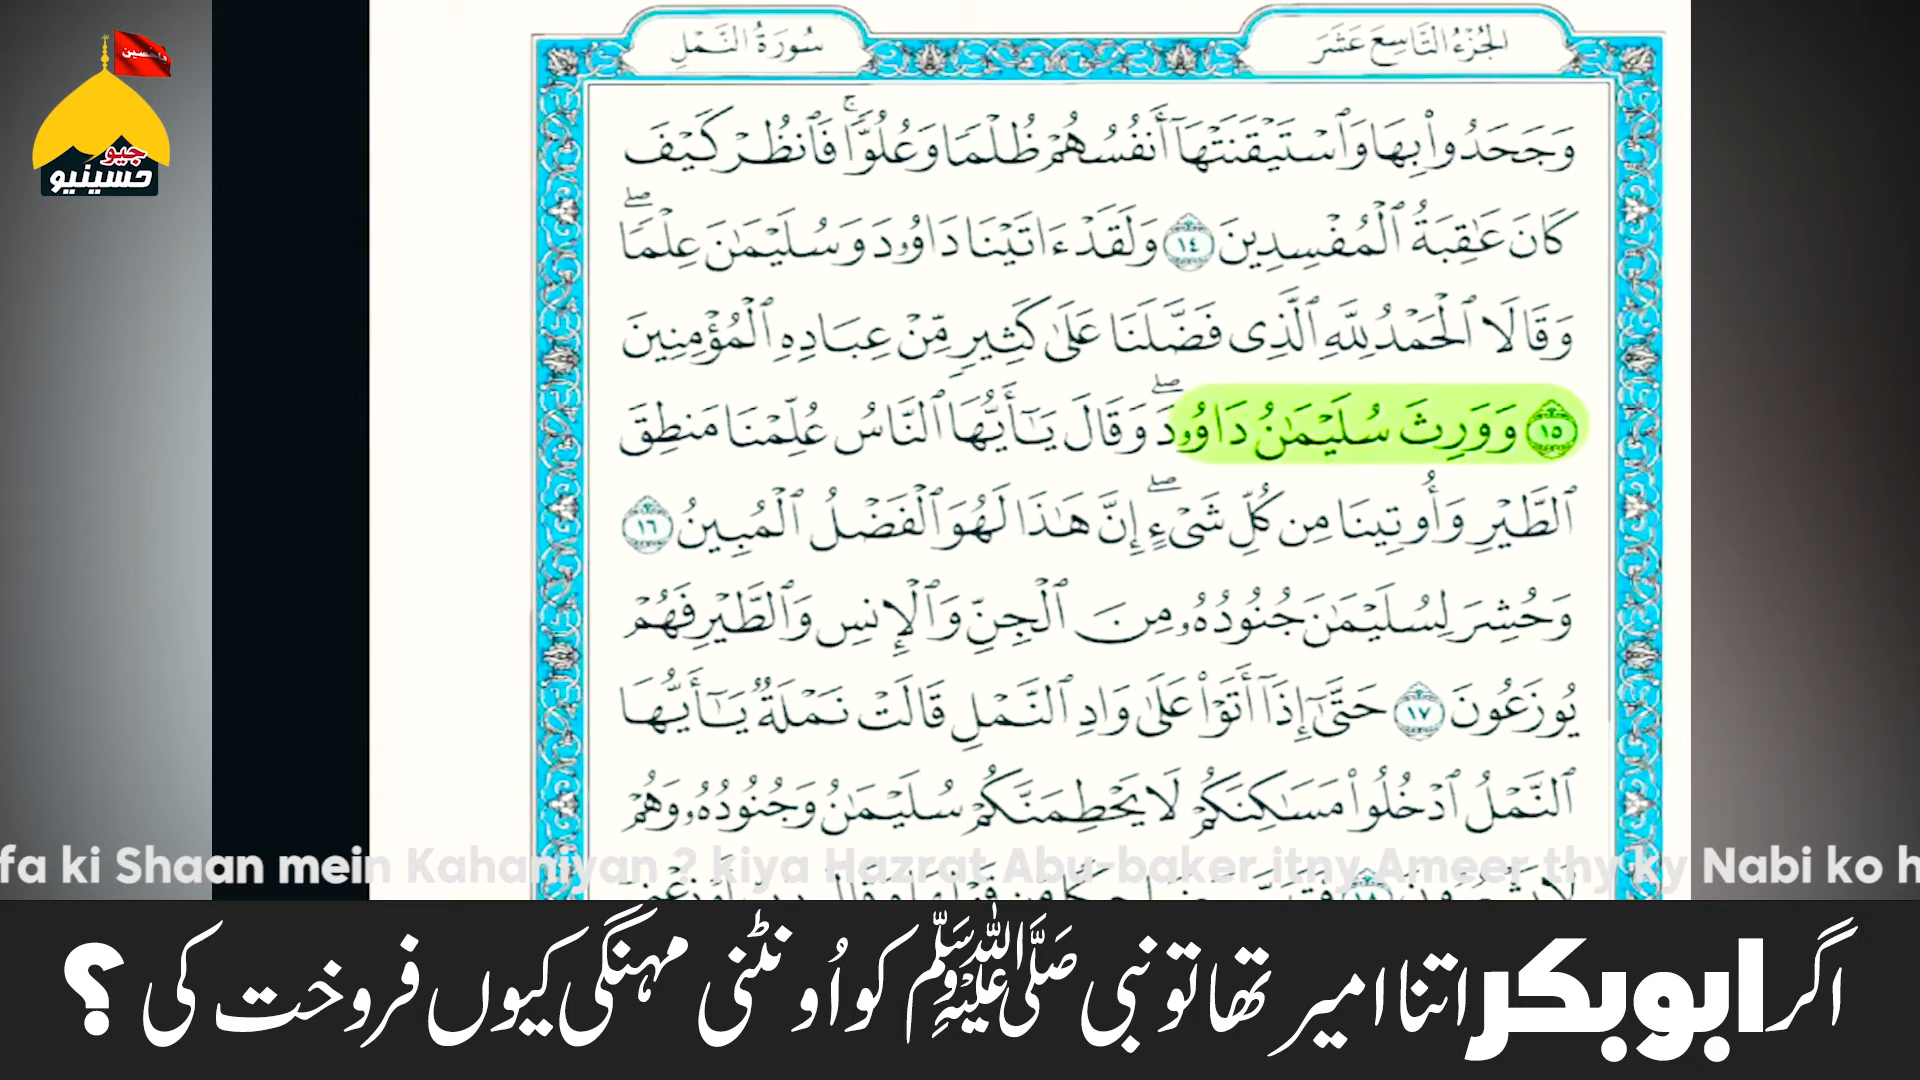 الجُزْءُ التَّاسِعَ عَشَرَ
سُورَةُ النَّمْلِ
وَجَحَدُوا۟ بِهَا وَٱسْتَيْقَنَتْهَآ أَنفُسُهُمْ ظُلْمًا وَعُلُوًّا ۚ فَٱنظُرْ كَيْفَ
كَانَ عَـٰقِبَةُ ٱلْمُفْسِدِينَ ١٤ وَلَقَدْ ءَاتَيْنَا دَاوُۥدَ وَسُلَيْمَـٰنَ عِلْمًا ۖ
وَقَالَا ٱلْحَمْدُ لِلَّهِ ٱلَّذِى فَضَّلَنَا عَلَىٰ كَثِيرٍ مِّنْ عِبَادِهِ ٱلْمُؤْمِنِينَ
١٥ وَوَرِثَ سُلَيْمَـٰنُ دَاوُۥدَ ۖ وَقَالَ يَـٰٓأَيُّهَا ٱلنَّاسُ عُلِّمْنَا مَنطِقَ
ٱلطَّيْرِ وَأُوتِينَا مِن كُلِّ شَىْءٍ ۖ إِنَّ هَـٰذَا لَهُوَ ٱلْفَضْلُ ٱلْمُبِينُ ١٦
وَحُشِرَ لِسُلَيْمَـٰنَ جُنُودُهُۥ مِنَ ٱلْجِنِّ وَٱلْإِنسِ وَٱلطَّيْرِ فَهُمْ
يُوزَعُونَ ١٧ حَتَّىٰٓ إِذَآ أَتَوْا۟ عَلَىٰ وَادِ ٱلنَّمْلِ قَالَتْ نَمْلَةٌ يَـٰٓأَيُّهَا
ٱلنَّمْلُ ٱدْخُلُوا۟ مَسَـٰكِنَكُمْ لَا يَحْطِمَنَّكُمْ سُلَيْمَـٰنُ وَجُنُودُهُۥ وَهُمْ
fa ki Shaan mein Kahaniyan ? kiya Hazrat Abu-baker itny Ameer thy ky Nabi ko h
اگر ابوبکر اتنا امیر تھا تو نبی صَلَّى اللّٰهُ عَلَيْهِ وَسَلَّم کو اُونٹنی مہنگی کیوں فروخت کی ؟
جیو
حسینیو